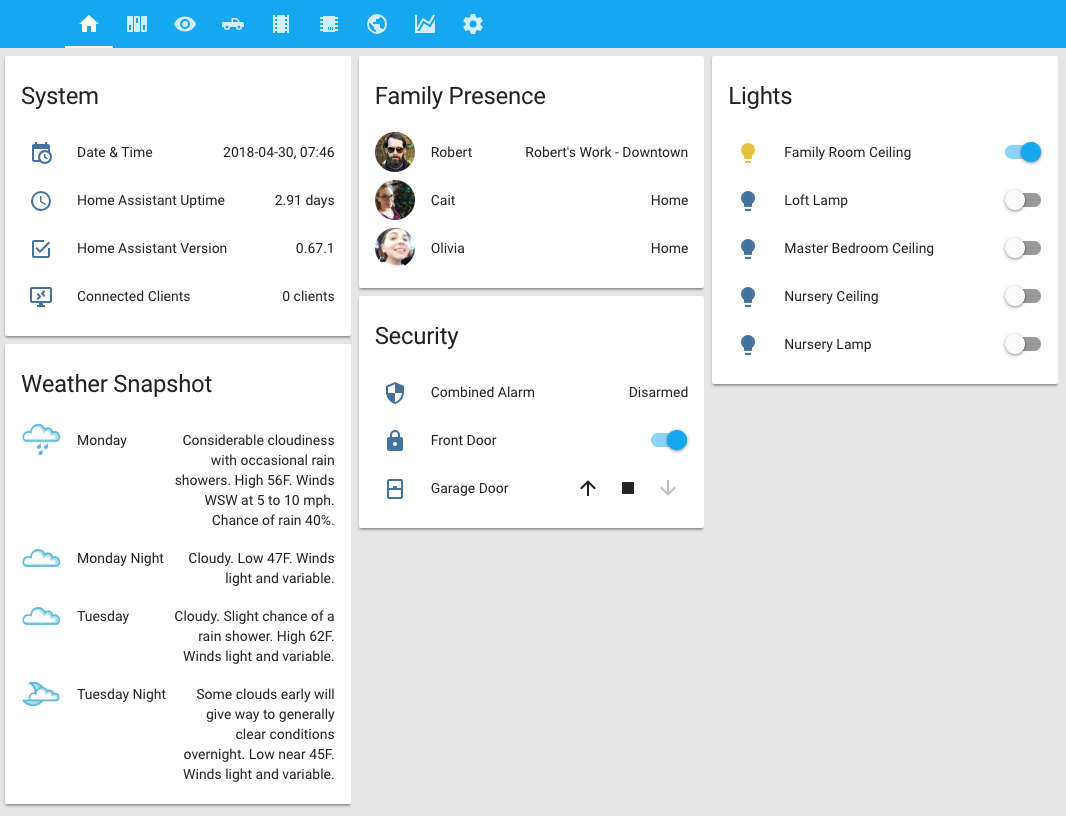 System
Date & Time 2018-04-30, 07:46
Home Assistant Uptime 2.91 days
Home Assistant Version 0.67.1
Connected Clients 0 clients
Weather Snapshot
Monday Considerable cloudiness
with occasional rain
showers. High 56F. Winds
WSW at 5 to 10 mph.
Chance of rain 40%.
Monday Night Cloudy. Low 47F. Winds
light and variable.
Tuesday Cloudy. Slight chance of a
rain shower. High 62F.
Winds light and variable.
Tuesday Night Some clouds early will
give way to generally
clear conditions
overnight. Low near 45F.
Winds light and variable.
Family Presence
Robert Robert's Work - Downtown
Cait Home
Olivia Home
Security
Combined Alarm Disarmed
Front Door
Garage Door
Lights
Family Room Ceiling
Loft Lamp
Master Bedroom Ceiling
Nursery Ceiling
Nursery Lamp